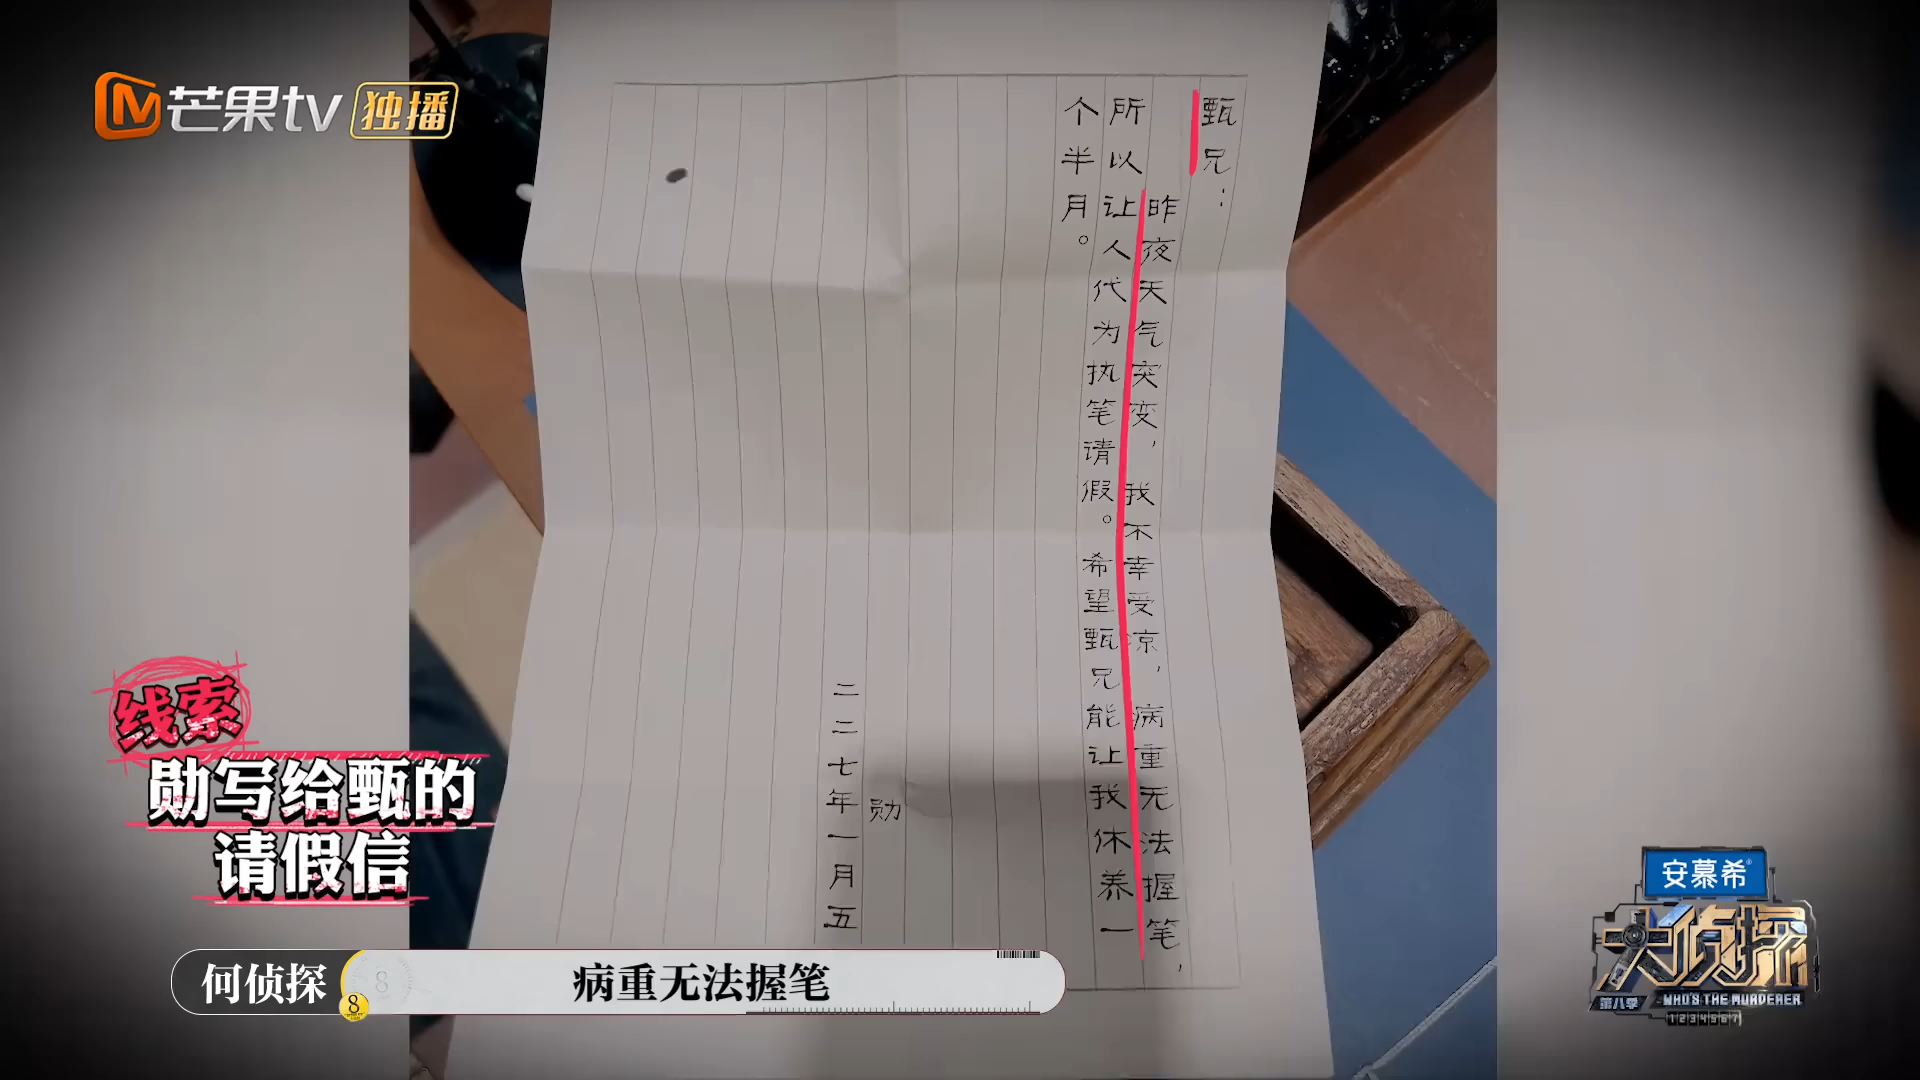 芒果tv 独播
甄兄：
昨夜天气突变，我不幸受凉，病重无法握笔，
所以让人代为执笔请假。希望甄兄能让我休养一
个半月。
勋
二二七年一月五
线索
勋写给甄的
请假信
何侦探
8
病重无法握笔
安慕希
大侦探
第八季
WHO'S THE MURDERER
12345678